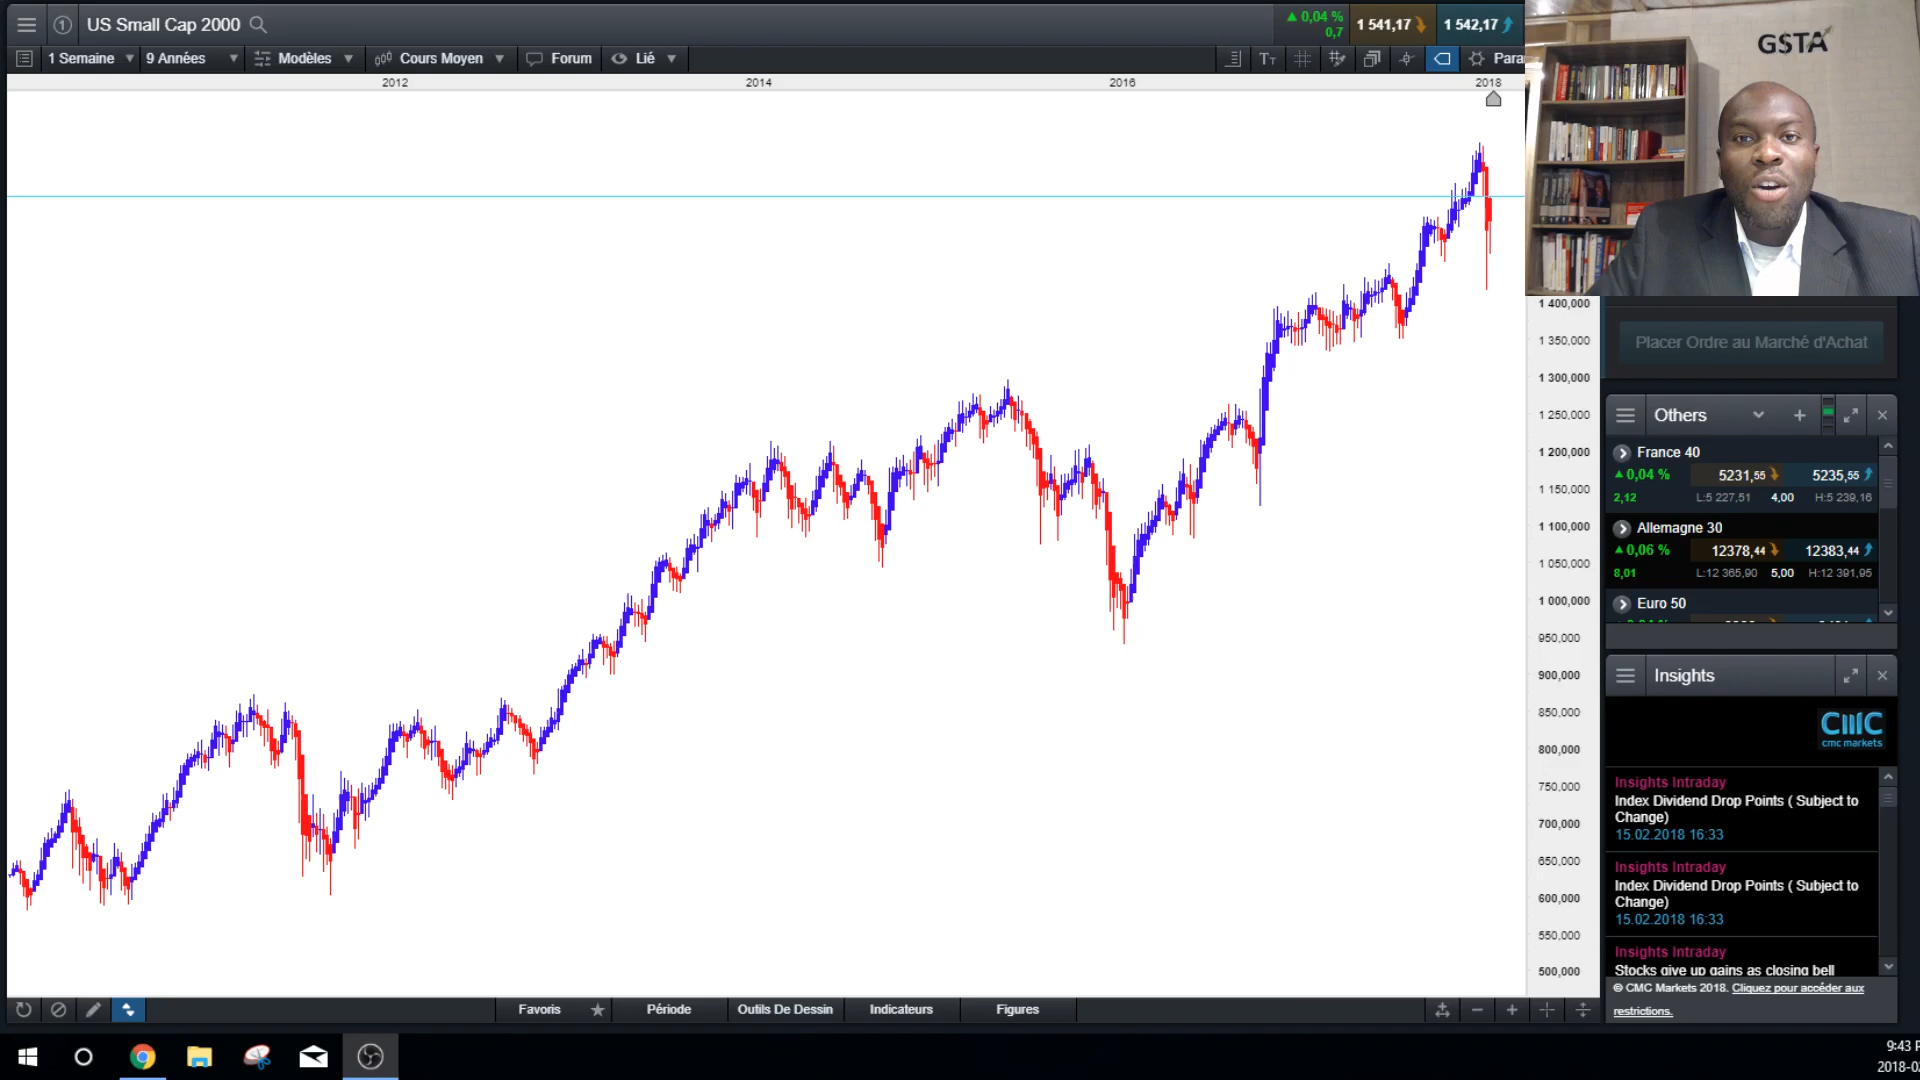 1 US Small Cap 2000
0,04 %
0,7
1 541,17
1 542,17
1 Semaine
9 Années
Modèles
Cours Moyen
Forum
Lié
Para
2012 2014 2016 2018
GSTA
1 400,000
1 350,000
1 300,000
1 250,000
1 200,000
1 150,000
1 100,000
1 050,000
1 000,000
950,000
900,000
850,000
800,000
750,000
700,000
650,000
600,000
550,000
500,000
Placer Ordre au Marché d'Achat
Others
France 40
0,04 % 5231,55 5235,55
2,12 L:5 227,51 4,00 H:5 239,16
Allemagne 30
0,06 % 12378,44 12383,44
8,01 L:12 365,90 5,00 H:12 391,95
Euro 50
Insights
CMC
cmc markets
Insights Intraday
Index Dividend Drop Points ( Subject to
Change)
15.02.2018 16:33
Insights Intraday
Index Dividend Drop Points ( Subject to
Change)
15.02.2018 16:33
Insights Intraday
Stocks give up gains as closing bell
© CMC Markets 2018. Cliquez pour accéder aux
restrictions.
Favoris
Période
Outils De Dessin
Indicateurs
Figures
9:43 P
2018-0